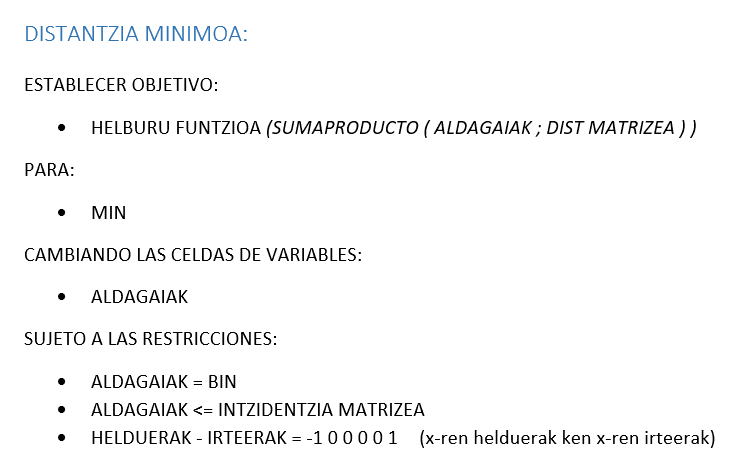 DISTANTZIA MINIMOA:
ESTABLECER OBJETIVO:
• HELBURU FUNTZIOA (SUMAPRODUCTO ( ALDAGAIAK ; DIST MATRIZEA ) )
PARA:
• MIN
CAMBIANDO LAS CELDAS DE VARIABLES:
• ALDAGAIAK
SUJETO A LAS RESTRICCIONES:
• ALDAGAIAK = BIN
• ALDAGAIAK <= INTZIDENTZIA MATRIZEA
• HELDUERAK - IRTEERAK = -1 0 0 0 0 1 (x-ren helduerak ken x-ren irteerak)